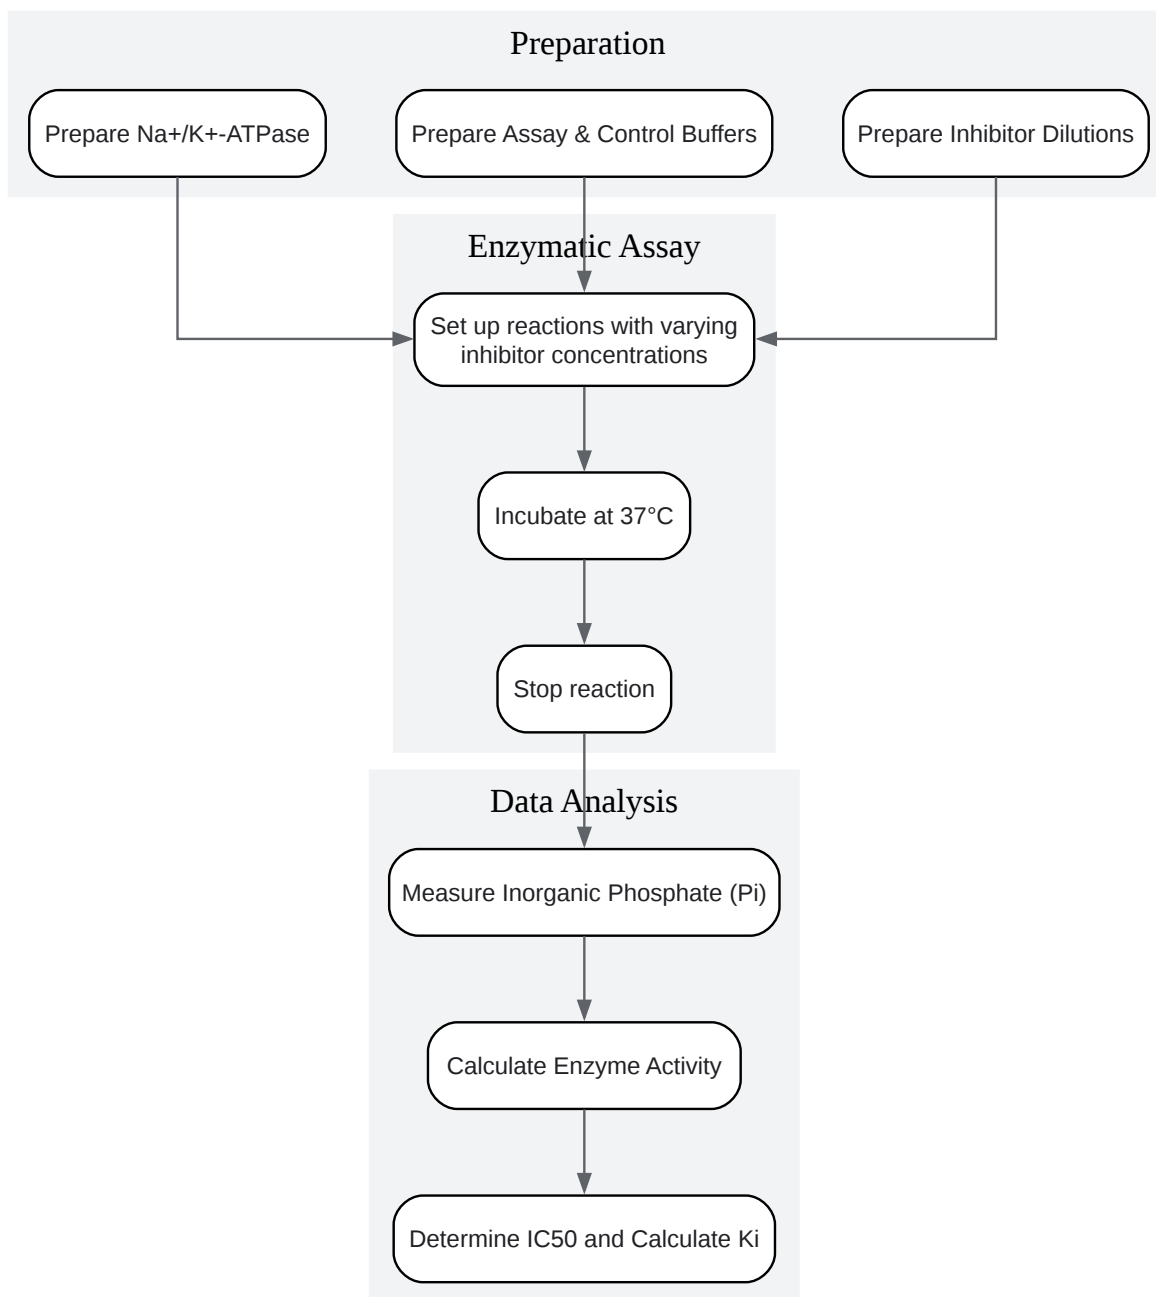 Preparation
Prepare Na+/K+-ATPase
Prepare Assay & Control Buffers
Prepare Inhibitor Dilutions
Enzymatic Assay
Set up reactions with varying
inhibitor concentrations
Incubate at 37°C
Stop reaction
Data Analysis
Measure Inorganic Phosphate (Pi)
Calculate Enzyme Activity
Determine IC50 and Calculate Ki